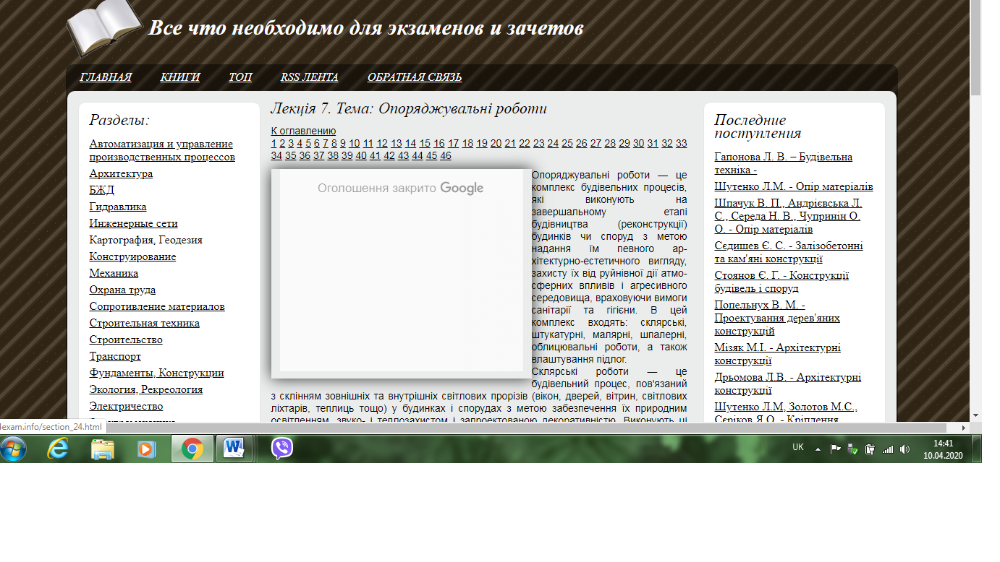 Все что необходимо для экзаменов и зачетов
ГЛАВНАЯ КНИГИ ТОП RSS ЛЕНТА ОБРАТНАЯ СВЯЗЬ
Разделы:
Автоматизация и управление
производственных процессов
Архитектура
БЖД
Гидравлика
Инженерные сети
Картография, Геодезия
Конструирование
Механика
Охрана труда
Сопротивление материалов
Строительная техника
Строительство
Транспорт
Фундаменты, Конструкции
Экология, Рекреология
Электричество
Лекція 7. Тема: Опоряджувальні роботи
К оглавлению
1 2 3 4 5 6 7 8 9 10 11 12 13 14 15 16 17 18 19 20 21 22 23 24 25 26 27 28 29 30 31 32 33
34 35 36 37 38 39 40 41 42 43 44 45 46
Оголошення закрито Google
Опоряджувальні роботи — це
комплекс будівельних процесів,
які виконують на
завершальному етапі
будівництва (реконструкції)
будинків чи споруд з метою
надання їм певного ар-
хітектурно-естетичного вигляду,
захисту їх від руйнівної дії атмо-
сферних впливів і агресивного
середовища, враховуючи вимоги
санітарії та гігієни. В цей
комплекс входять: склярські,
штукатурні, малярні, шпалерні,
облицювальні роботи, а також
влаштування підлог.
Склярські роботи — це
будівельний процес, пов'язаний
з склінням зовнішніх та внутрішніх світлових прорізів (вікон, дверей, вітрин, світлових
ліхтарів, теплиць тощо) у будинках і спорудах з метою забезпечення їх природним
освітленням, звуко- і теплозахистом і запроектованою декоративністю. Виконують ці
Последние
поступления
Гапонова Л. В. – Будівельна
техніка -
Шутенко Л.М. - Опір матеріалів
Шпачук В. П., Андрієвська Л.
С., Середа Н. В., Чупринін О.
О. - Опір матеріалів
Сєдишев Є. С. - Залізобетонні
та кам'яні конструкції
Стоянов Є. Г. - Конструкції
будівель і споруд
Попельнух В. М. -
Проектування дерев'яних
конструкцій
Мізяк М.І. - Архітектурні
конструкції
Дрьомова Л.В. - Архітектурні
конструкції
Шутенко Л.М, Золотов М.С.,
Сєріков Я.О. - Кріплення
4exam.info/section_24.html
UK
14:41
10.04.2020